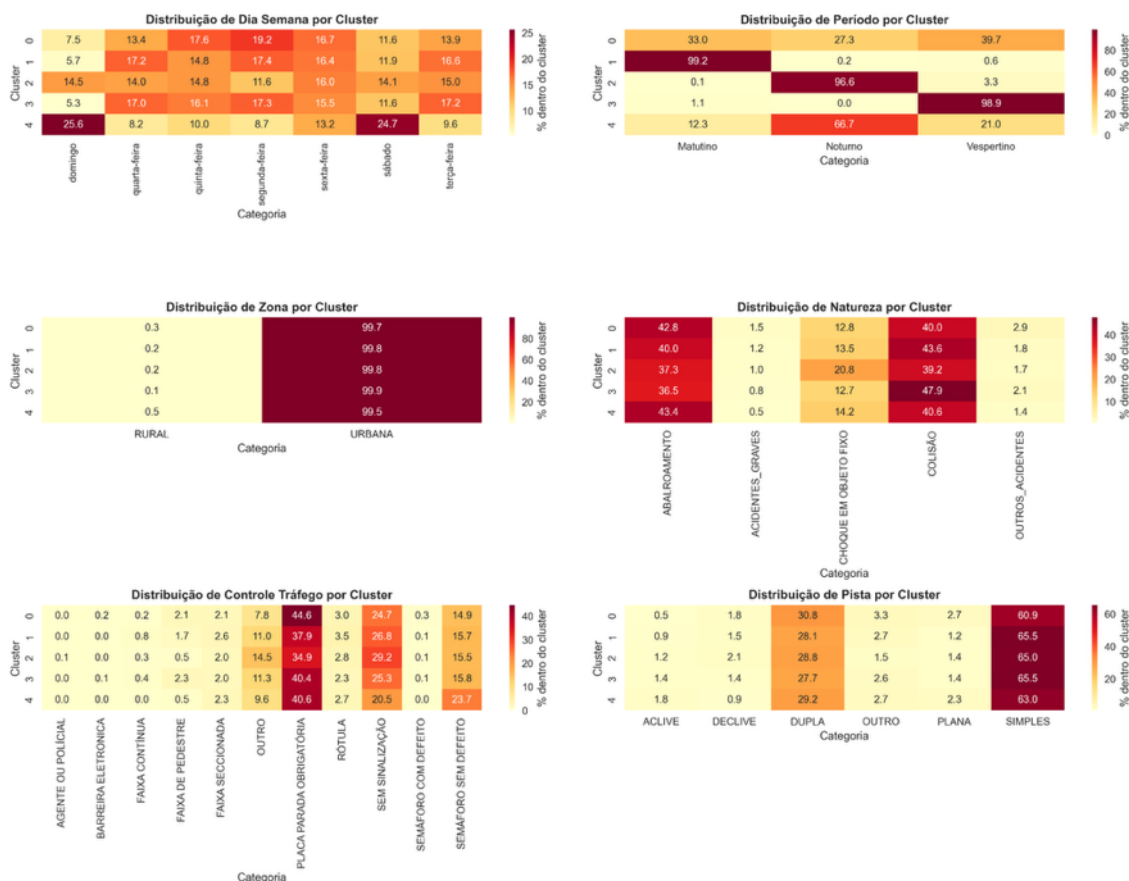 Distribuição de Dia Semana por Cluster
Cluster
0 7.5 13.4 17.6 19.2 16.7 11.6 13.9
1 5.7 17.2 14.8 17.4 16.4 11.9 16.6
2 14.5 14.0 14.8 11.6 16.0 14.1 15.0
3 5.3 17.0 16.1 17.3 15.5 11.6 17.2
4 25.6 8.2 10.0 8.7 13.2 24.7 9.6
domingo quarta-feira quinta-feira segunda-feira sexta-feira sábado terça-feira
Categoria
25
20
15
10
% dentro do cluster
Distribuição de Período por Cluster
Cluster
0 33.0 27.3 39.7
1 99.2 0.2 0.6
2 0.1 96.6 3.3
3 1.1 0.0 98.9
4 12.3 66.7 21.0
Matutino Noturno Vespertino
Categoria
80
60
40
20
0
% dentro do cluster
Distribuição de Zona por Cluster
Cluster
0 0.3 99.7
1 0.2 99.8
2 0.2 99.8
3 0.1 99.9
4 0.5 99.5
RURAL URBANA
Categoria
80
60
40
20
% dentro do cluster
Distribuição de Natureza por Cluster
Cluster
0 42.8 1.5 12.8 40.0 2.9
1 40.0 1.2 13.5 43.6 1.8
2 37.3 1.0 20.8 39.2 1.7
3 36.5 0.8 12.7 47.9 2.1
4 43.4 0.5 14.2 40.6 1.4
ABALROAMENTO ACIDENTES_GRAVES CHOQUE EM OBJETO FIXO COLISÃO OUTROS_ACIDENTES
Categoria
40
30
20
10
% dentro do cluster
Distribuição de Controle Tráfego por Cluster
Cluster
0 0.0 0.2 0.2 2.1 2.1 7.8 44.6 3.0 24.7 0.3 14.9
1 0.0 0.0 0.8 1.7 2.6 11.0 37.9 3.5 26.8 0.1 15.7
2 0.1 0.0 0.3 0.5 2.0 14.5 34.9 2.8 29.2 0.1 15.5
3 0.0 0.1 0.4 2.3 2.0 11.3 40.4 2.3 25.3 0.1 15.8
4 0.0 0.0 0.0 0.5 2.3 9.6 40.6 2.7 20.5 0.0 23.7
AGENTE OU POLÍCIAL BARREIRA ELETRONICA FAIXA CONTÍNUA FAIXA DE PEDESTRE FAIXA SECCIONADA OUTRO PLACA PARADA OBRIGATÓRIA RÓTULA SEM SINALIZAÇÃO SEMÁFORO COM DEFEITO SEMÁFORO SEM DEFEITO
Categoria
40
30
20
10
0
% dentro do cluster
Distribuição de Pista por Cluster
Cluster
0 0.5 1.8 30.8 3.3 2.7 60.9
1 0.9 1.5 28.1 2.7 1.2 65.5
2 1.2 2.1 28.8 1.5 1.4 65.0
3 1.4 1.4 27.7 2.6 1.4 65.5
4 1.8 0.9 29.2 2.7 2.3 63.0
ACLIVE DECLIVE DUPLA OUTRO PLANA SIMPLES
Categoria
60
40
20
% dentro do cluster